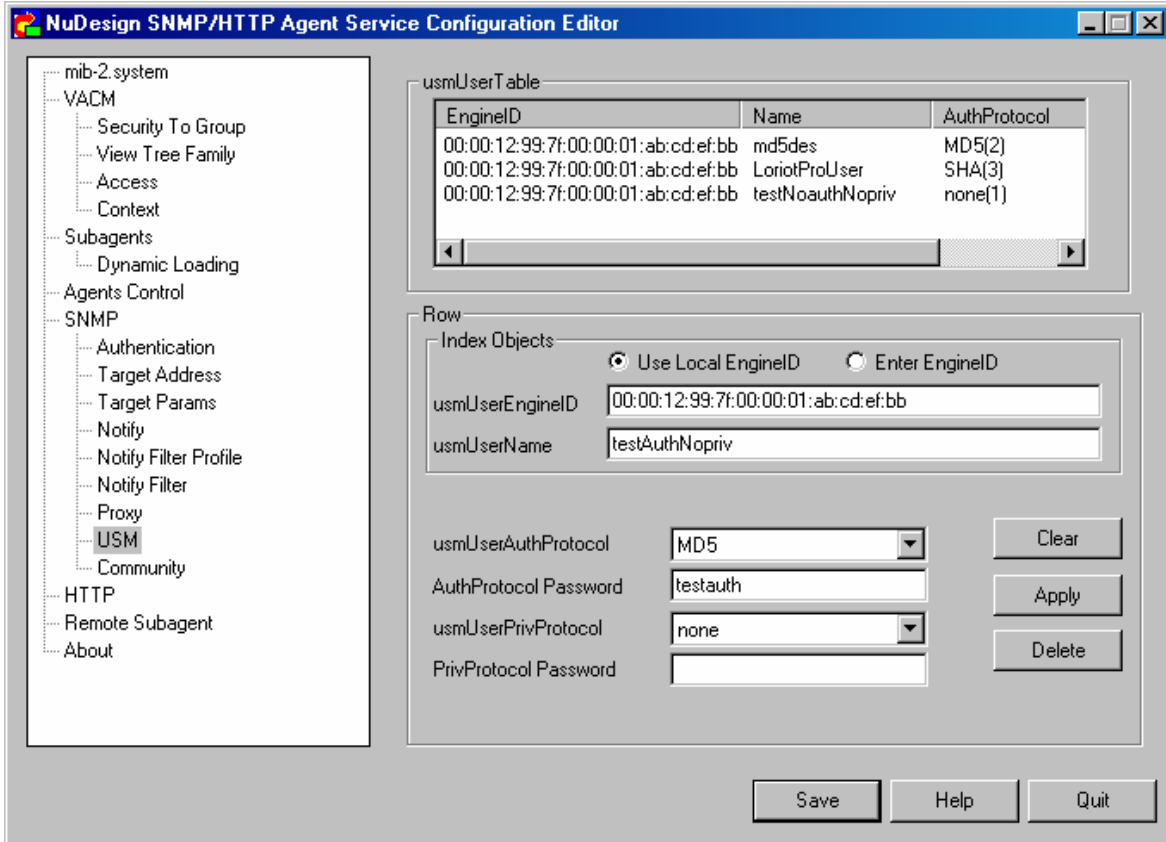 NuDesign SNMP/HTTP Agent Service Configuration Editor
mib-2.system
VACM
Security To Group
View Tree Family
Access
Context
Subagents
Dynamic Loading
Agents Control
SNMP
Authentication
Target Address
Target Params
Notify
Notify Filter Profile
Notify Filter
Proxy
USM
Community
HTTP
Remote Subagent
About
usmUserTable
EngineID Name AuthProtocol
00:00:12:99:7f:00:00:01:ab:cd:ef:bb md5des MD5(2)
00:00:12:99:7f:00:00:01:ab:cd:ef:bb LoriotProUser SHA(3)
00:00:12:99:7f:00:00:01:ab:cd:ef:bb testNoauthNopriv none(1)
Row
Index Objects
Use Local EngineID Enter EngineID
usmUserEngineID 00:00:12:99:7f:00:00:01:ab:cd:ef:bb
usmUserName testAuthNopriv
usmUserAuthProtocol MD5
AuthProtocol Password testauth
usmUserPrivProtocol none
PrivProtocol Password
Clear
Apply
Delete
Save Help Quit